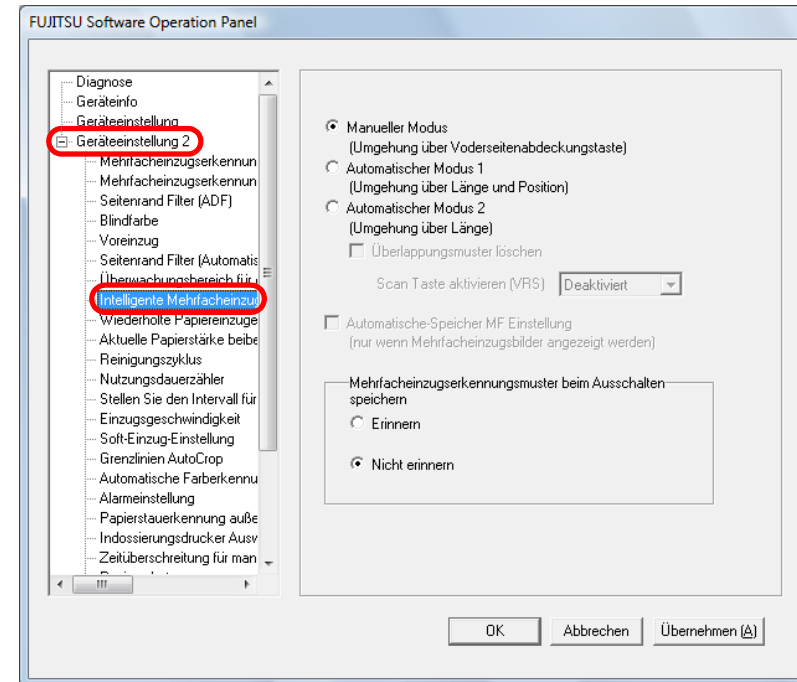 FUJITSU Software Operation Panel
Diagnose
Geräteinfo
Geräteeinstellung
Geräteeinstellung 2
Mehrfacheinzugserkennun
Mehrfacheinzugserkennun
Seitenrand Filter (ADF)
Blindfarbe
Voreinzug
Seitenrand Filter (Automatis
Überwachungsbereich für
Intelligente Mehrfacheinzug
Wiederholte Papiereinzüge
Aktuelle Papierstärke beibe
Reinigungszyklus
Nutzungsdauerzähler
Stellen Sie den Intervall für
Einzugsgeschwindigkeit
Soft-Einzug-Einstellung
Grenzlinien AutoCrop
Automatische Farberkennu
Alarmeinstellung
Papierstauerkennung auße
Indossierungsdrucker Ausw
Zeitüberschreitung für man
Manueller Modus
(Umgehung über Voderseitenabdeckungstaste)
Automatischer Modus 1
(Umgehung über Länge und Position)
Automatischer Modus 2
(Umgehung über Länge)
Überlappungsmuster löschen
Scan Taste aktivieren (VRS) Deaktiviert
Automatische-Speicher MF Einstellung
(nur wenn Mehrfacheinzugsbilder angezeigt werden)
Mehrfacheinzugserkennungsmuster beim Ausschalten
speichern
Erinnern
Nicht erinnern
OK Abbrechen Übernehmen (A)